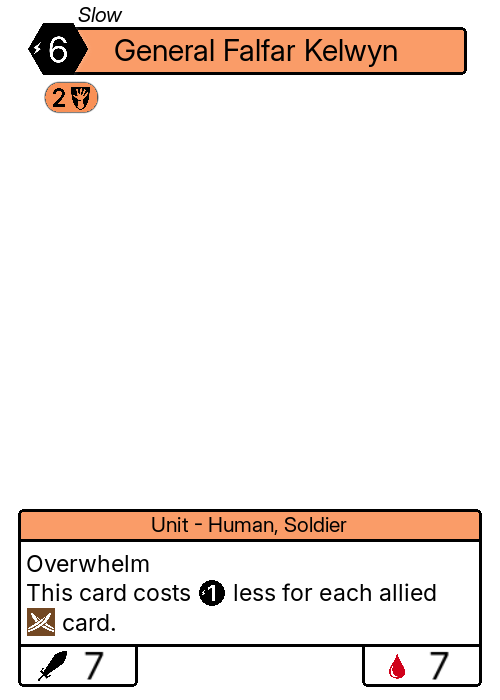 Slow
6 General Falfar Kelwyn
2
Unit - Human, Soldier
Overwhelm
This card costs 1 less for each allied
card.
7 7